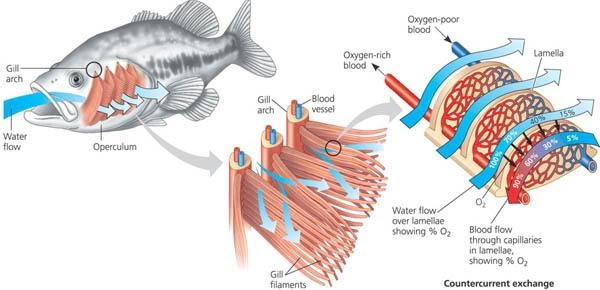 Gill
arch
Water
flow
Operculum
Gill
arch
Blood
vessel
Gill
filaments
Oxygen-poor
blood
Oxygen-rich
blood
Lamella
100%
70%
40%
15%
90%
60%
30%
5%
O₂
Water flow
over lamellae
showing % O₂
Blood flow
through capillaries
in lamellae,
showing % O₂
Countercurrent exchange